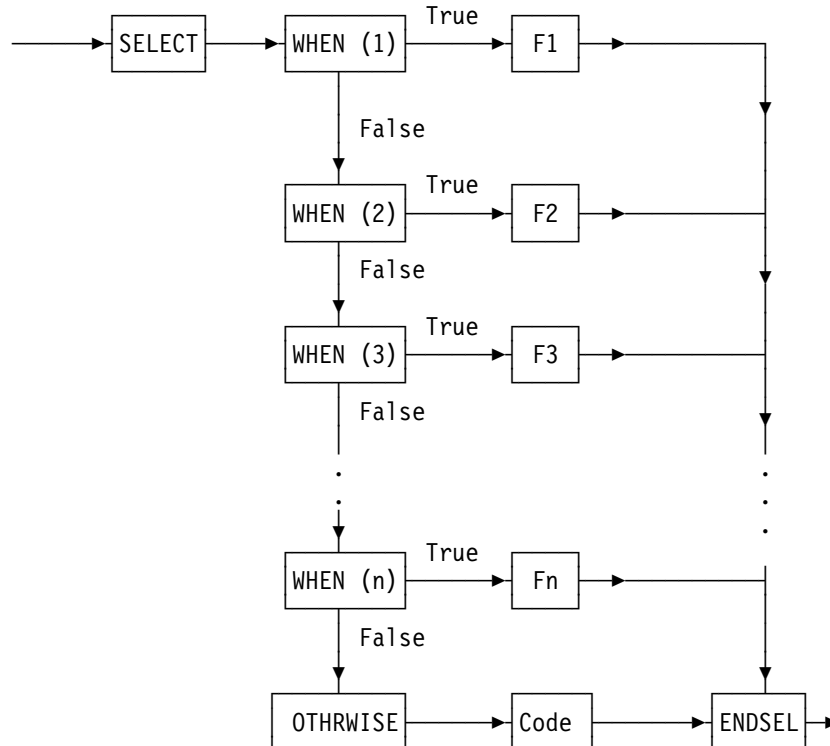 True
SELECT WHEN (1) F1
False
True
WHEN (2) F2
False
True
WHEN (3) F3
False
True
WHEN (n) Fn
False
OTHRWISE Code ENDSEL